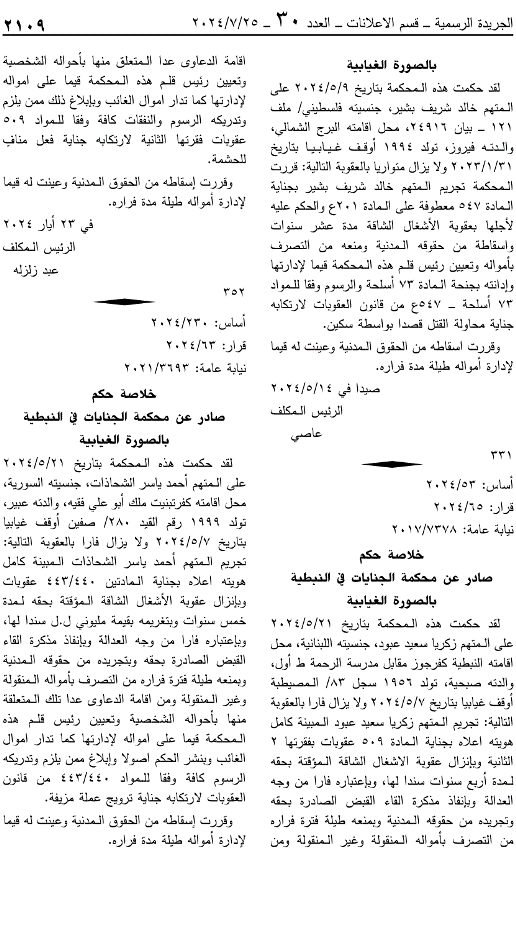 الجريدة الرسمية ـ قسم الاعلانات ـ العدد ٣٠ ـ ٢٠٢٤/٧/٢٥
٢١٠٩
بالصورة الغيابية
لقد حكمت هذه المحكمة بتاريخ ٢٠٢٤/٥/٩ على
المتهم خالد شريف بشير، جنسيته فلسطيني/ ملف
١٢١ ـ بيان ٢٤٩١٦، محل اقامته البرج الشمالي،
والدته فيروز، تولد ١٩٩٤ أوقف غيابيا بتاريخ
٢٠٢٣/١/٣١ ولا يزال متواريا بالعقوبة التالية: قررت
المحكمة تجريم المتهم خالد شريف بشير بجناية
المادة ٥٤٧ معطوفة على المادة ٢٠١ع والحكم عليه
لأجلها بعقوبة الأشغال الشاقة مدة عشر سنوات
واسقاطة من حقوقه المدنية ومنعه من التصرف
بأمواله وتعيين رئيس قلم هذه المحكمة قيما لإدارتها
وإدانته بجنحة المادة ٧٣ أسلحة والرسوم وفقا للمواد
٧٣ أسلحة ـ ٥٤٧ع من قانون العقوبات لارتكابه
جناية محاولة القتل قصدا بواسطة سكين.
وقررت اسقاطه من الحقوق المدنية وعينت له قيما
لإدارة أمواله طيلة مدة فراره.
صيدا في ٢٠٢٤/٥/١٤
الرئيس المكلف
عاصي
٣٣١
أساس: ٢٠٢٤/٥٣
قرار: ٢٠٢٤/٦٥
نيابة عامة: ٢٠١٧/٧٣٧٨
خلاصة حكم
صادر عن محكمة الجنايات في النبطية
بالصورة الغيابية
لقد حكمت هذه المحكمة بتاريخ ٢٠٢٤/٥/٢١
على المتهم زكريا سعيد عبود، جنسيته اللبنانية، محل
اقامته النبطية كفرجوز مقابل مدرسة الرحمة ط أول،
والدته صبحية، تولد ١٩٥٦ سجل ٨٣/ المصيطبة
أوقف غيابيا بتاريخ ٢٠٢٤/٥/٧ ولا يزال فارا بالعقوبة
التالية: تجريم المتهم زكريا سعيد عبود المبينة كامل
هويته اعلاه بجناية المادة ٥٠٩ عقوبات بفقرتها ٢
الثانية وبإنزال عقوبة الاشغال الشاقة المؤقتة بحقه
لمدة أربع سنوات سندا لها، وبإعتباره فارا من وجه
العدالة وبإنفاذ مذكرة القاء القبض الصادرة بحقه
وتجريده من حقوقه المدنية وبمنعه طيلة فترة فراره
من التصرف بأمواله المنقولة وغير المنقولة ومن
اقامة الدعاوى عدا المتعلق منها بأحواله الشخصية
وتعيين رئيس قلم هذه المحكمة قيما على امواله
لإدارتها كما تدار اموال الغائب وبإبلاغ ذلك ممن يلزم
وتدريكه الرسوم والنفقات كافة وفقا للمواد ٥٠٩
عقوبات فقرتها الثانية لارتكابه جناية فعل مناف
للحشمة.
وقررت إسقاطه من الحقوق المدنية وعينت له قيما
لإدارة أمواله طيلة مدة فراره.
في ٢٣ أيار ٢٠٢٤
الرئيس المكلف
عبد زلزله
٣٥٢
أساس: ٢٠٢٤/٢٣٠
قرار: ٢٠٢٤/٦٣
نيابة عامة: ٢٠٢١/٣٦٩٣
خلاصة حكم
صادر عن محكمة الجنايات في النبطية
بالصورة الغيابية
لقد حكمت هذه المحكمة بتاريخ ٢٠٢٤/٥/٢١
على المتهم أحمد ياسر الشحاذات، جنسيته السورية،
محل اقامته كفرتبنيت ملك أبو علي فقيه، والدته عبير،
تولد ١٩٩٩ رقم القيد ٢٨٠/ صفين أوقف غيابيا
بتاريخ ٢٠٢٤/٥/٧ ولا يزال فارا بالعقوبة التالية:
تجريم المتهم أحمد ياسر الشحاذات المبينة كامل
هويته اعلاه بجناية المادتين ٤٤٣/٤٤٠ عقوبات
وبإنزال عقوبة الأشغال الشاقة المؤقتة بحقه لمدة
خمس سنوات وبتغريمه بقيمة مليوني ل.ل سندا لها،
وبإعتباره فارا من وجه العدالة وبإنفاذ مذكرة القاء
القبض الصادرة بحقه وبتجريده من حقوقه المدنية
وبمنعه طيلة فترة فراره من التصرف بأمواله المنقولة
وغير المنقولة ومن اقامة الدعاوى عدا تلك المتعلقة
منها بأحواله الشخصية وتعيين رئيس قلم هذه
المحكمة قيما على امواله لإدارتها كما تدار اموال
الغائب وبنشر الحكم اصولا وإبلاغ ممن يلزم وتدريكه
الرسوم كافة وفقا للمواد ٤٤٣/٤٤٠ من قانون
العقوبات لارتكابه جناية ترويج عملة مزيفة.
وقررت إسقاطه من الحقوق المدنية وعينت له قيما
لإدارة أمواله طيلة مدة فراره.